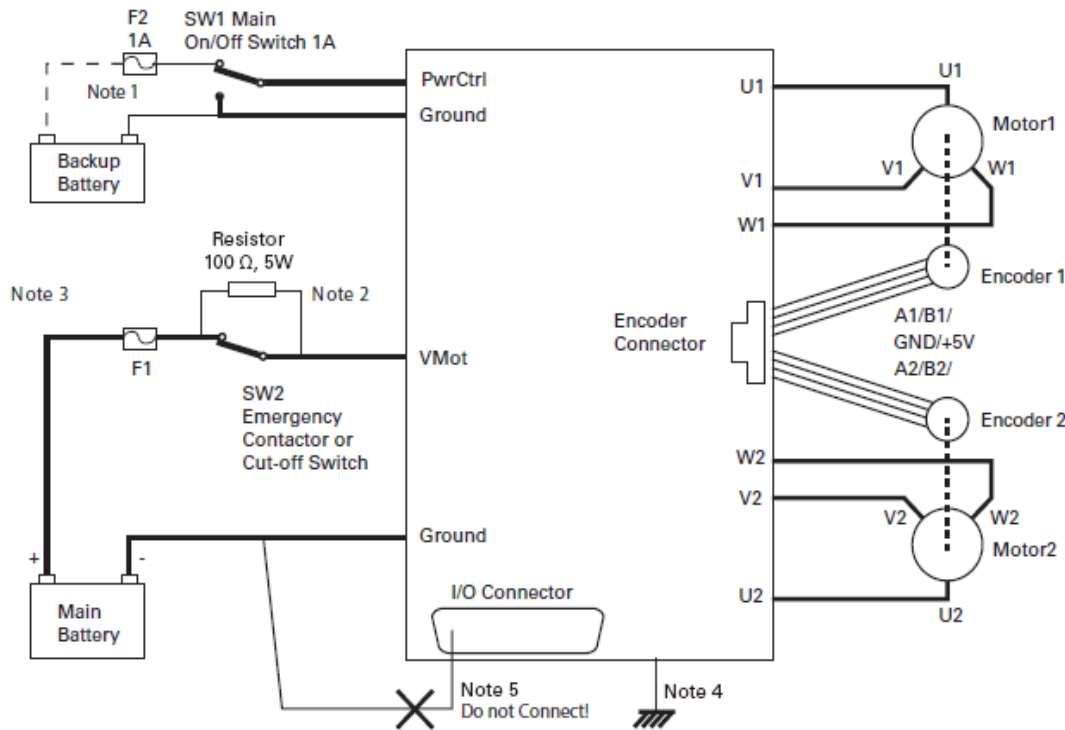 F2
1A
SW1 Main
On/Off Switch 1A
Note 1
Backup
Battery
PwrCtrl
Ground
Resistor
100 Ω, 5W
Note 3
Note 2
F1
VMot
SW2
Emergency
Contactor or
Cut-off Switch
Ground
+
-
Main
Battery
I/O Connector
Note 5
Do not Connect!
Note 4
U1
U1
Motor1
V1
W1
V1
W1
Encoder 1
Encoder
Connector
A1/B1/
GND/+5V
A2/B2/
Encoder 2
W2
V2
V2
W2
Motor2
U2
U2